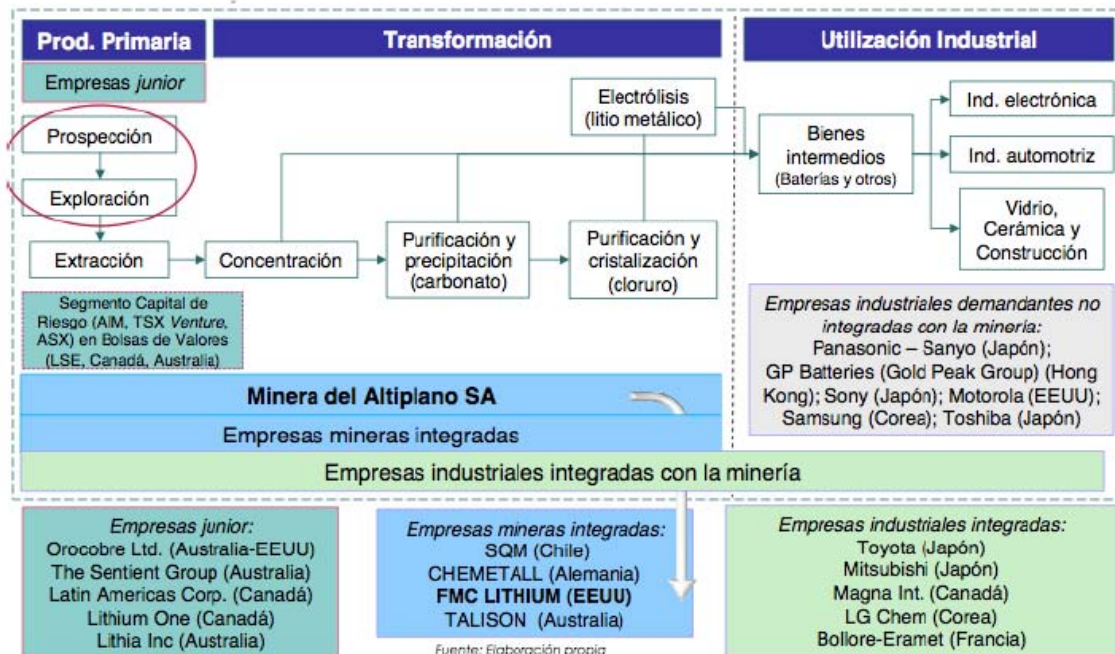 Prod. Primaria
Transformación
Utilización Industrial
Empresas junior
Prospección
Exploración
Extracción
Concentración
Purificación y
precipitación
(carbonato)
Purificación y
cristalización
(cloruro)
Electrólisis
(litio metálico)
Bienes
intermedios
(Baterías y otros)
Ind. electrónica
Ind. automotriz
Vidrio,
Cerámica y
Construcción
Segmento Capital de
Riesgo (AIM, TSX Venture,
ASX) en Bolsas de Valores
(LSE, Canadá, Australia)
Empresas industriales demandantes no
integradas con la minería:
Panasonic – Sanyo (Japón);
GP Batteries (Gold Peak Group) (Hong
Kong); Sony (Japón); Motorola (EEUU);
Samsung (Corea); Toshiba (Japón)
Minera del Altiplano SA
Empresas mineras integradas
Empresas industriales integradas con la minería
Empresas junior:
Orocobre Ltd. (Australia-EEUU)
The Sentient Group (Australia)
Latin Americas Corp. (Canadá)
Lithium One (Canadá)
Lithia Inc (Australia)
Empresas mineras integradas:
SQM (Chile)
CHEMETALL (Alemania)
FMC LITHIUM (EEUU)
TALISON (Australia)
Fuente: Elaboración propia
Empresas industriales integradas:
Toyota (Japón)
Mitsubishi (Japón)
Magna Int. (Canadá)
LG Chem (Corea)
Bollore-Eramet (Francia)